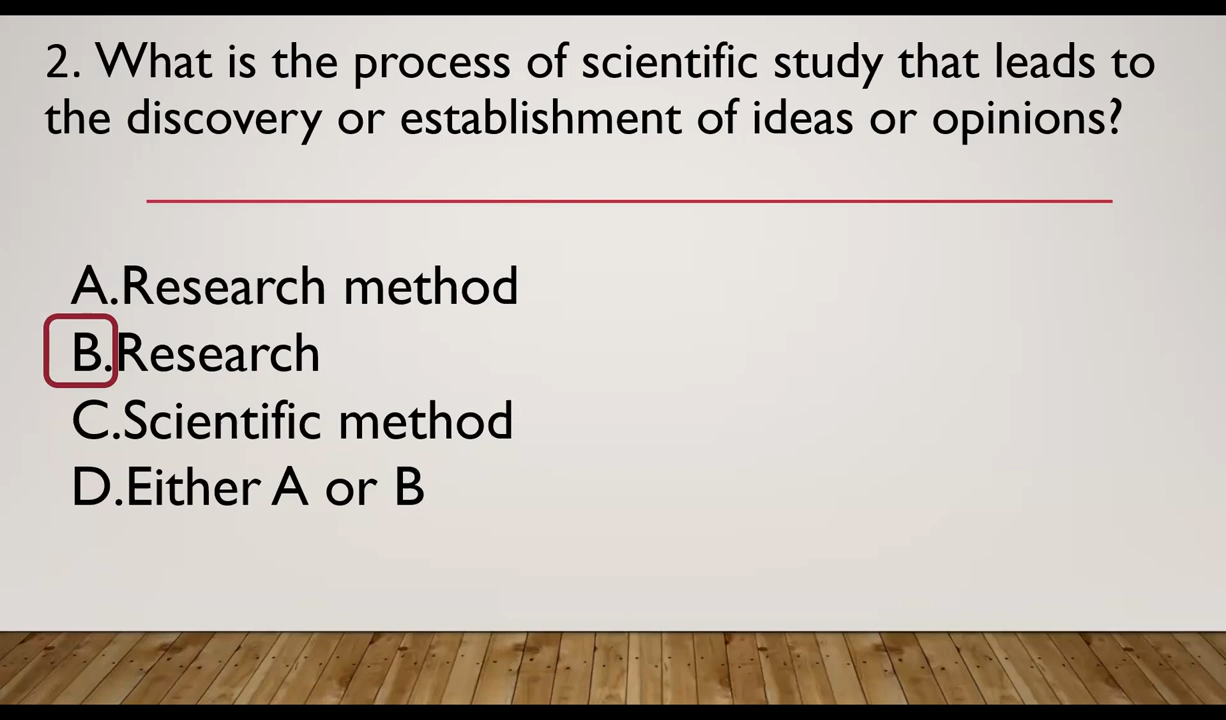 2. What is the process of scientific study that leads to
the discovery or establishment of ideas or opinions?
A.Research method
B.Research
C.Scientific method
D.Either A or B